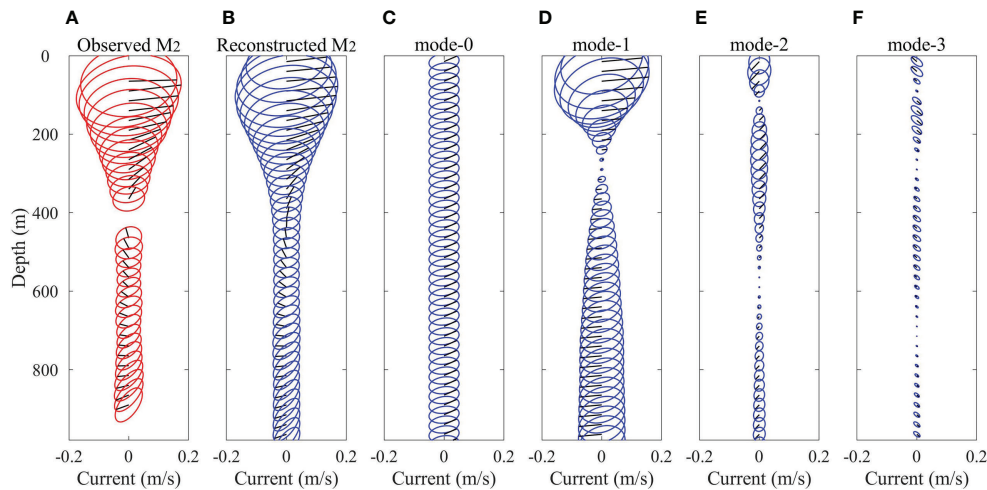 A B C D E F
Observed M2 Reconstructed M2 mode-0 mode-1 mode-2 mode-3
0
200
400
600
800
Depth (m)
-0.2 0 0.2 -0.2 0 0.2 -0.2 0 0.2 -0.2 0 0.2 -0.2 0 0.2 -0.2 0 0.2
Current (m/s) Current (m/s) Current (m/s) Current (m/s) Current (m/s) Current (m/s)